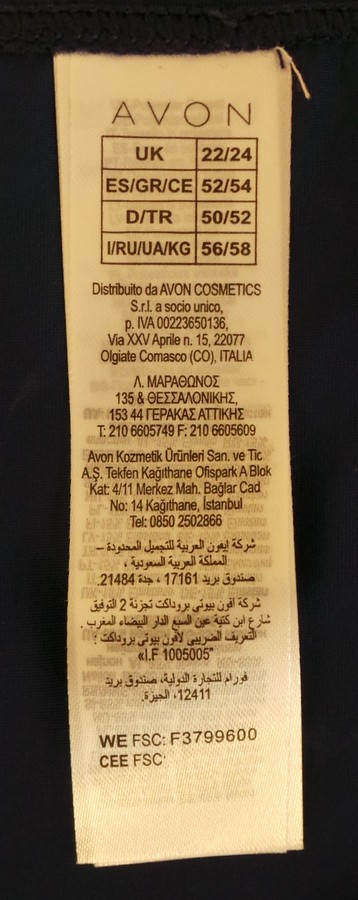 AVON
UK 22/24
ES/GR/CE 52/54
D/TR 50/52
I/RU/UA/KG 56/58
Distribuito da AVON COSMETICS
S.r.l. a socio unico,
p. IVA 00223650136,
Via XXV Aprile n. 15, 22077
Olgiate Comasco (CO), ITALIA
Λ. ΜΑΡΑΘΩΝΟΣ
135 & ΘΕΣΣΑΛΟΝΙΚΗΣ,
153 44 ΓΕΡΑΚΑΣ ΑΤΤΙΚΗΣ
Τ: 210 6605749 F: 210 6605609
Avon Kozmetik Ürünleri San. ve Tic
A.Ş. Tekfen Kağıthane Ofispark A Blok
Kat: 4/11 Merkez Mah. Bağlar Cad
No: 14 Kağıthane, İstanbul
Tel: 0850 2502866
شركة إيفون العربية للتجميل المحدودة –
المملكة العربية السعودية ،
صندوق بريد 17161 ، جدة 21484.
شركة أفون بيوتي بروداكت تجزئة 2 التوفيق
شارع ابن كتية عين السبع الدار البيضاء المغرب .
التعريف الضريبي لأفون بيوتي بروداكت :
«I.F 1005005"
فورام للتجارة الدولية، صندوق بريد
12411، الجيزة.
WE FSC: F3799600
CEE FSC: